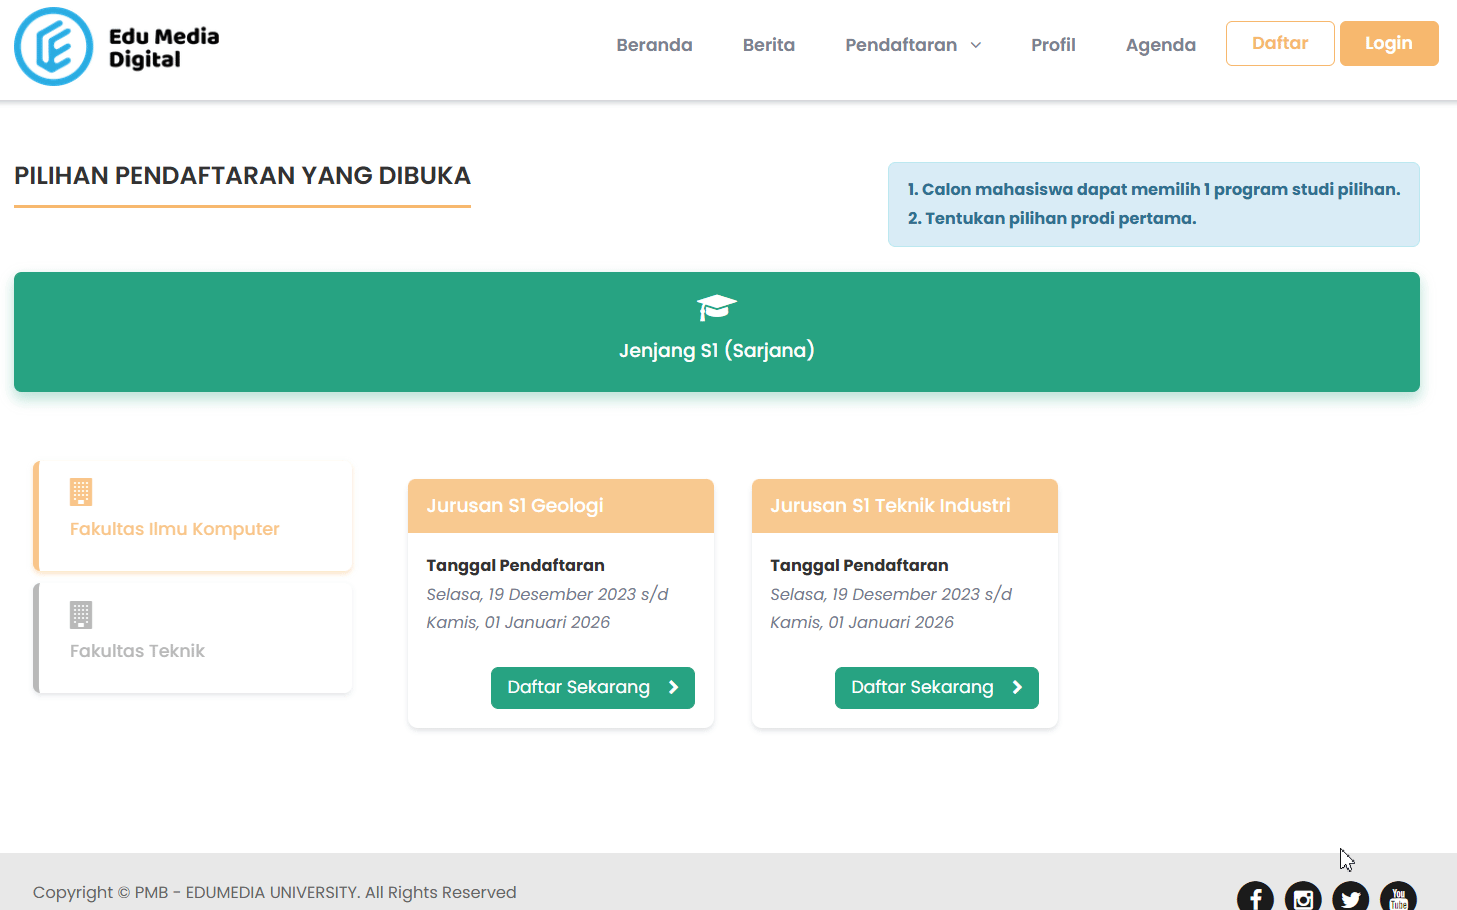 Edu Media
Digital
Beranda
Berita
Pendaftaran
Profil
Agenda
Daftar
Login
PILIHAN PENDAFTARAN YANG DIBUKA
1. Calon mahasiswa dapat memilih 1 program studi pilihan.
2. Tentukan pilihan prodi pertama.
Jenjang S1 (Sarjana)
Fakultas Ilmu Komputer
Fakultas Teknik
Jurusan S1 Geologi
Tanggal Pendaftaran
Selasa, 19 Desember 2023 s/d
Kamis, 01 Januari 2026
Daftar Sekarang
Jurusan S1 Teknik Industri
Tanggal Pendaftaran
Selasa, 19 Desember 2023 s/d
Kamis, 01 Januari 2026
Daftar Sekarang
Copyright © PMB - EDUMEDIA UNIVERSITY. All Rights Reserved
You
Tube